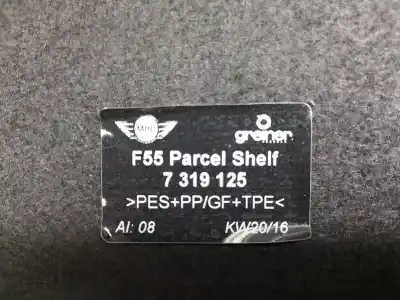 MINI
greiner
F55 Parcel Shelf
7 319 125
>PES+PP/GF+TPE<
AI: 08 KW20/16